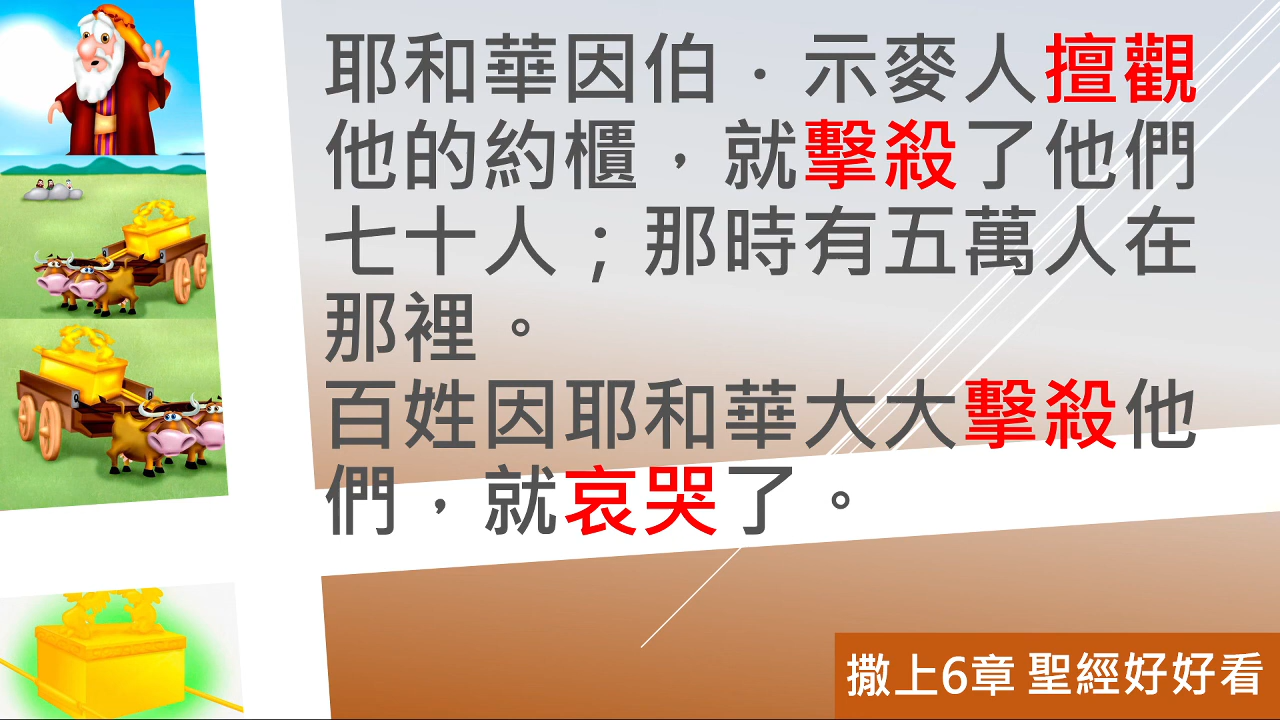 耶和華因伯．示麥人擅觀
他的約櫃，就擊殺了他們
七十人；那時有五萬人在
那裡。
百姓因耶和華大大擊殺他
們，就哀哭了。
撒上6章 聖經好好看